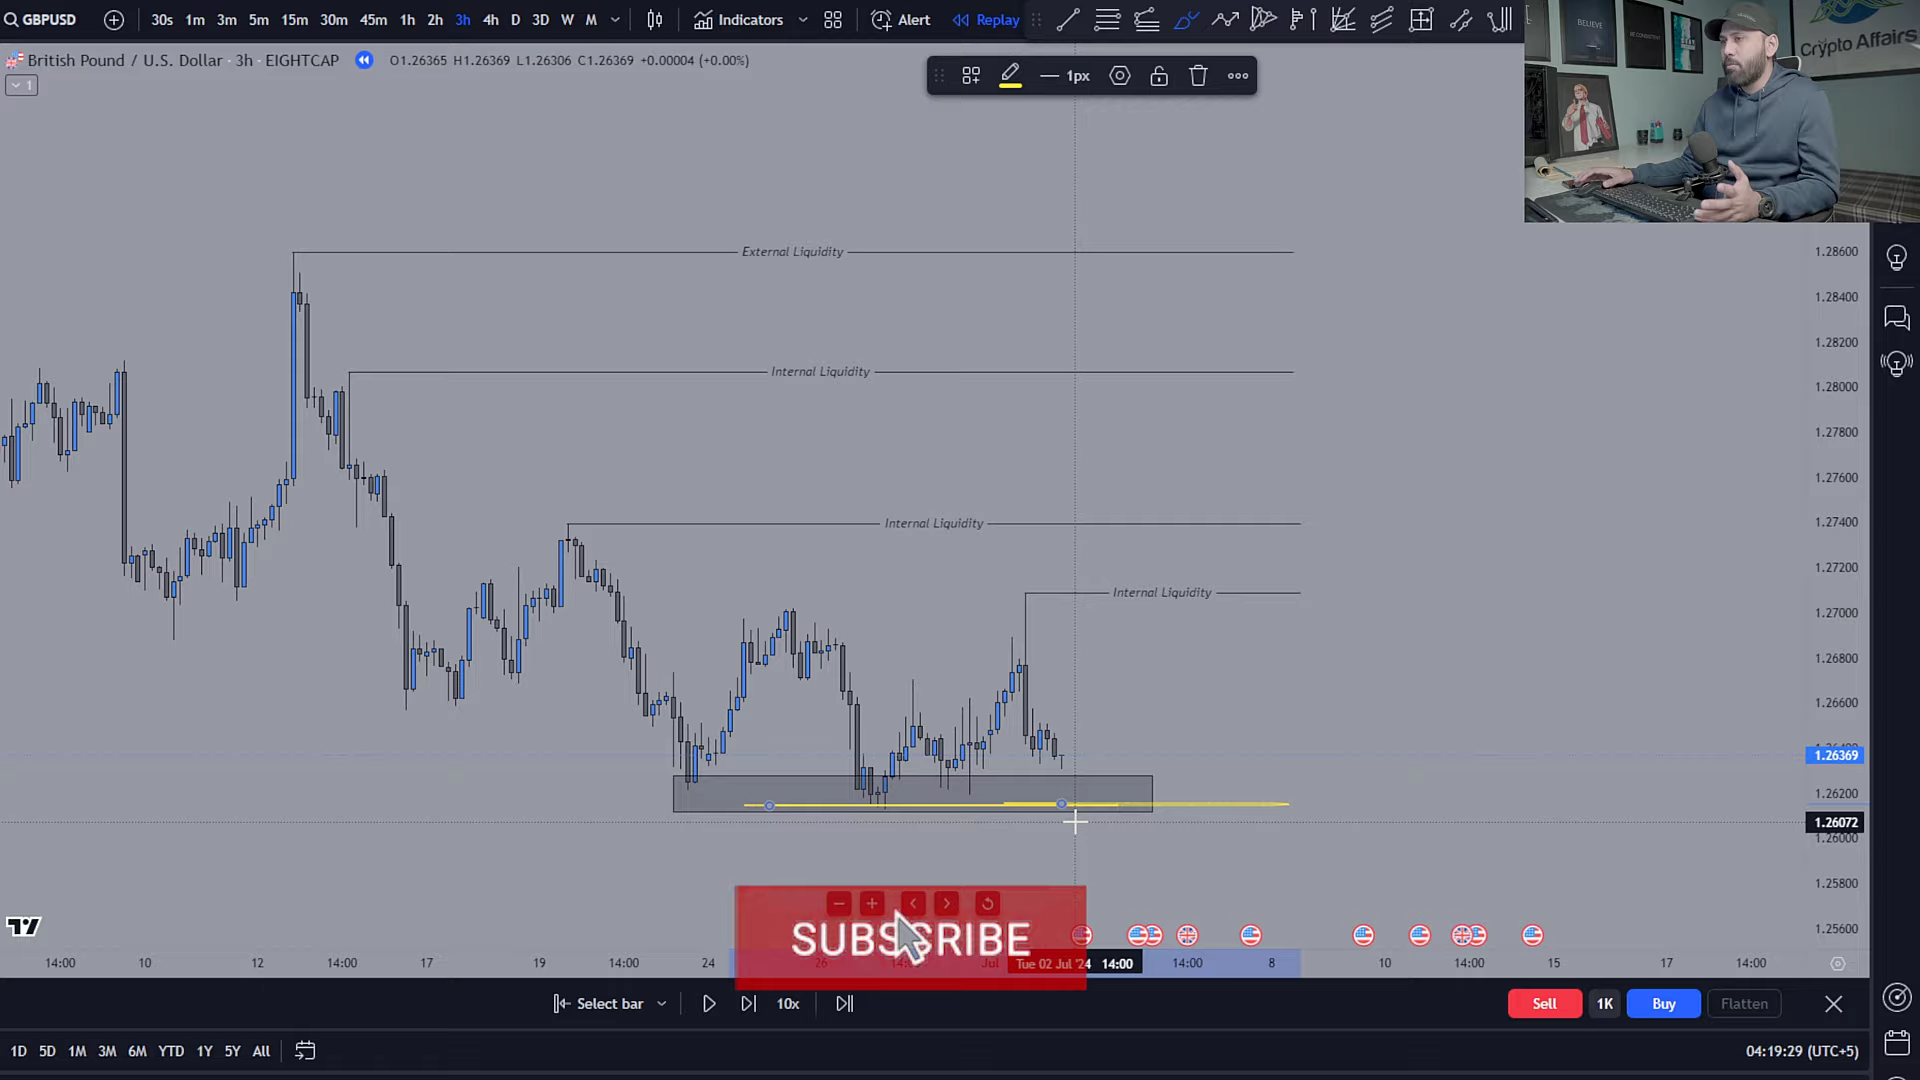 GBPUSD 30s 1m 3m 5m 15m 30m 45m 1h 2h 3h 4h D 3D W M Indicators Alert Replay
British Pound / U.S. Dollar · 3h · EIGHTCAP O1.26365 H1.26369 L1.26306 C1.26369 +0.00004 (+0.00%)
1
1px
BELIEVE
Crypto Affairs
External Liquidity
Internal Liquidity
Internal Liquidity
Internal Liquidity
1.28600
1.28400
1.28200
1.28000
1.27800
1.27600
1.27400
1.27200
1.27000
1.26800
1.26600
1.26369
1.26200
1.26072
1.26000
1.25800
1.25600
SUBSCRIBE
14:00 10 12 14:00 17 19 14:00 24 26 Jul Tue 02 Jul '24 14:00 14:00 8 10 14:00 15 17 14:00
Select bar 10x Sell 1K Buy Flatten
1D 5D 1M 3M 6M YTD 1Y 5Y All 04:19:29 (UTC+5)